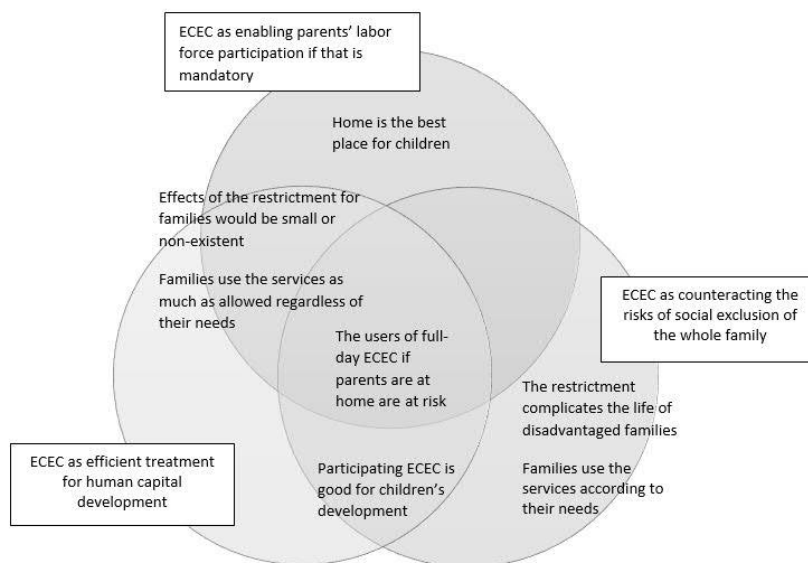 ECEC as enabling parents’ labor
force participation if that is
mandatory
Home is the best
place for children
Effects of the restrictment for
families would be small or
non-existent
Families use the services as
much as allowed regardless of
their needs
ECEC as counteracting the
risks of social exclusion of
the whole family
The users of full-
day ECEC if
parents are at
home are at risk
The restrictment
complicates the life of
disadvantaged families
Families use the
services according to
their needs
ECEC as efficient treatment
for human capital
development
Participating ECEC is
good for children’s
development